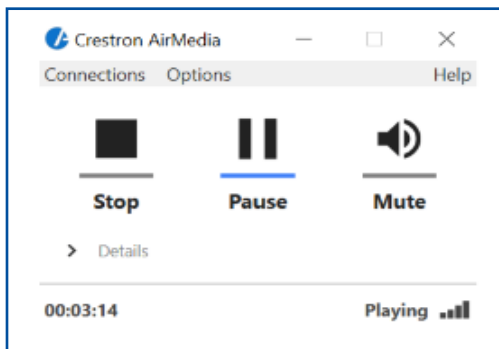 Crestron AirMedia
Connections Options Help
Stop Pause Mute
Details
00:03:14 Playing